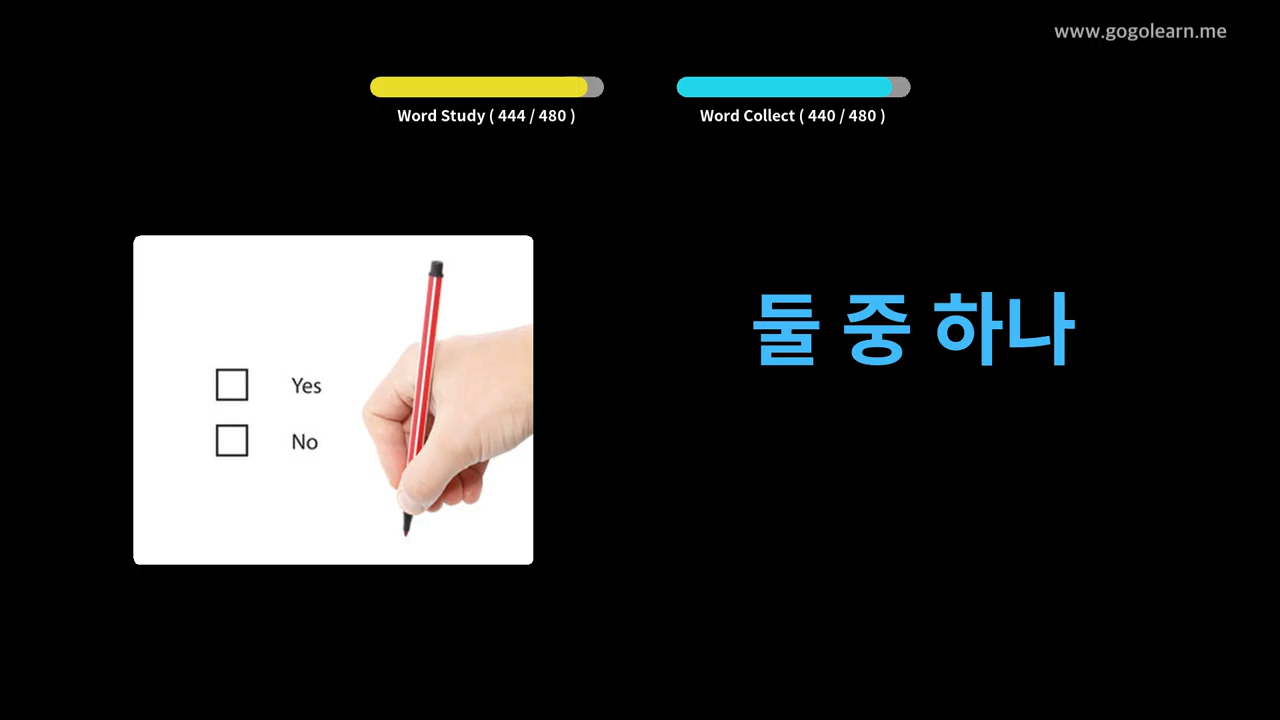 www.gogolearn.me
Word Study ( 444 / 480 )
Word Collect ( 440 / 480 )
둘 중 하나
Yes
No